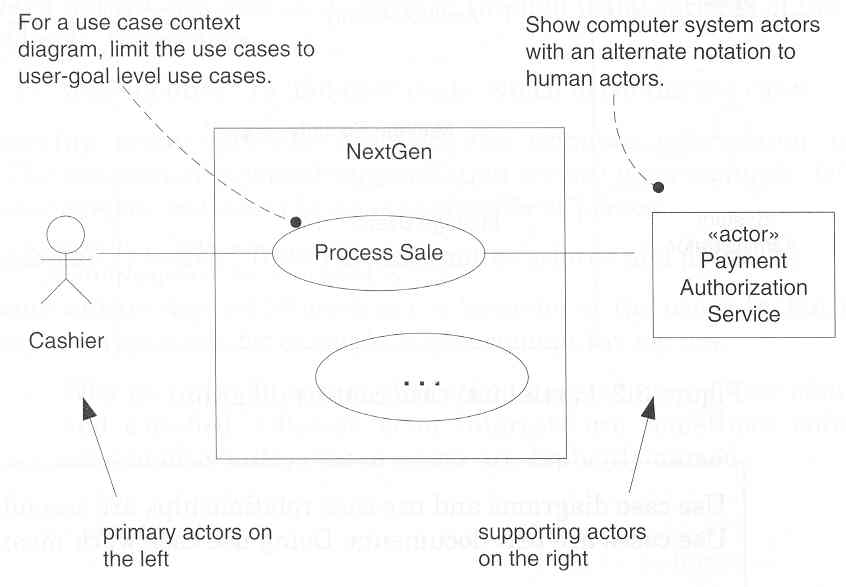 For a use case context
diagram, limit the use cases to
user-goal level use cases.
Show computer system actors
with an alternate notation to
human actors.
NextGen
Process Sale
«actor»
Payment
Authorization
Service
Cashier
. . .
primary actors on
the left
supporting actors
on the right